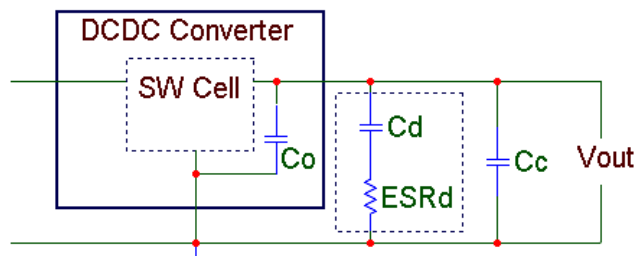 DCDC Converter
SW Cell
Co
Cd
ESRd
Cc
Vout